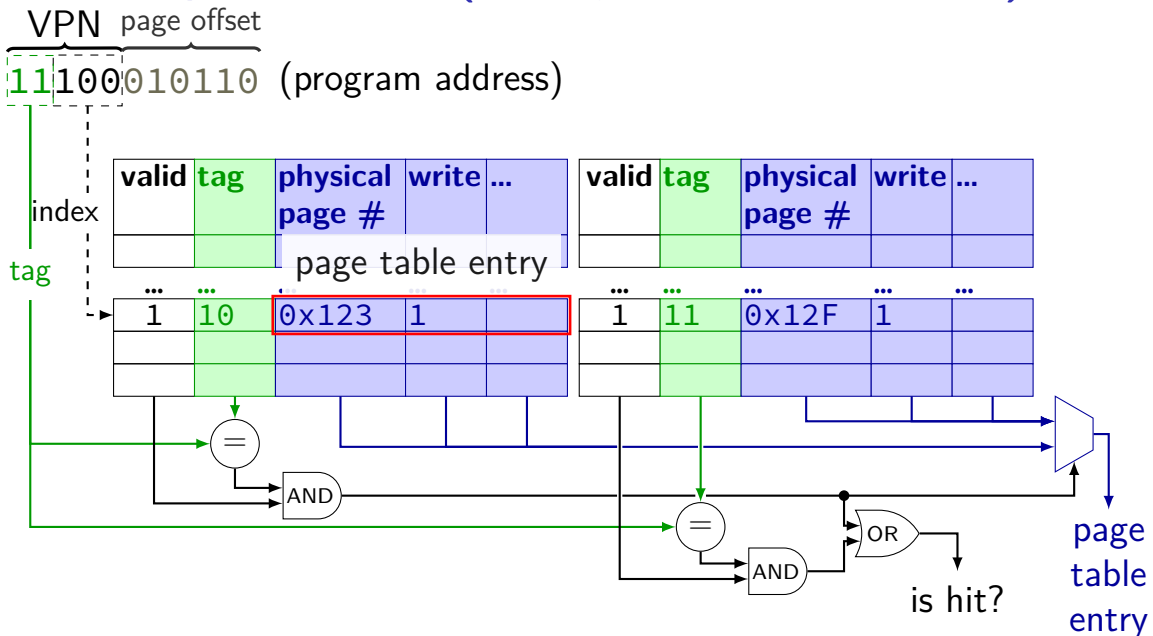 VPN page offset
11100010110 (program address)
valid tag physical page # write ... valid tag physical page # write ...
index
page table entry
tag
... ... ... ... ... ... ... ... ...
1 10 0x123 1 1 11 0x12F 1
=
AND
=
OR
AND
is hit?
page
table
entry